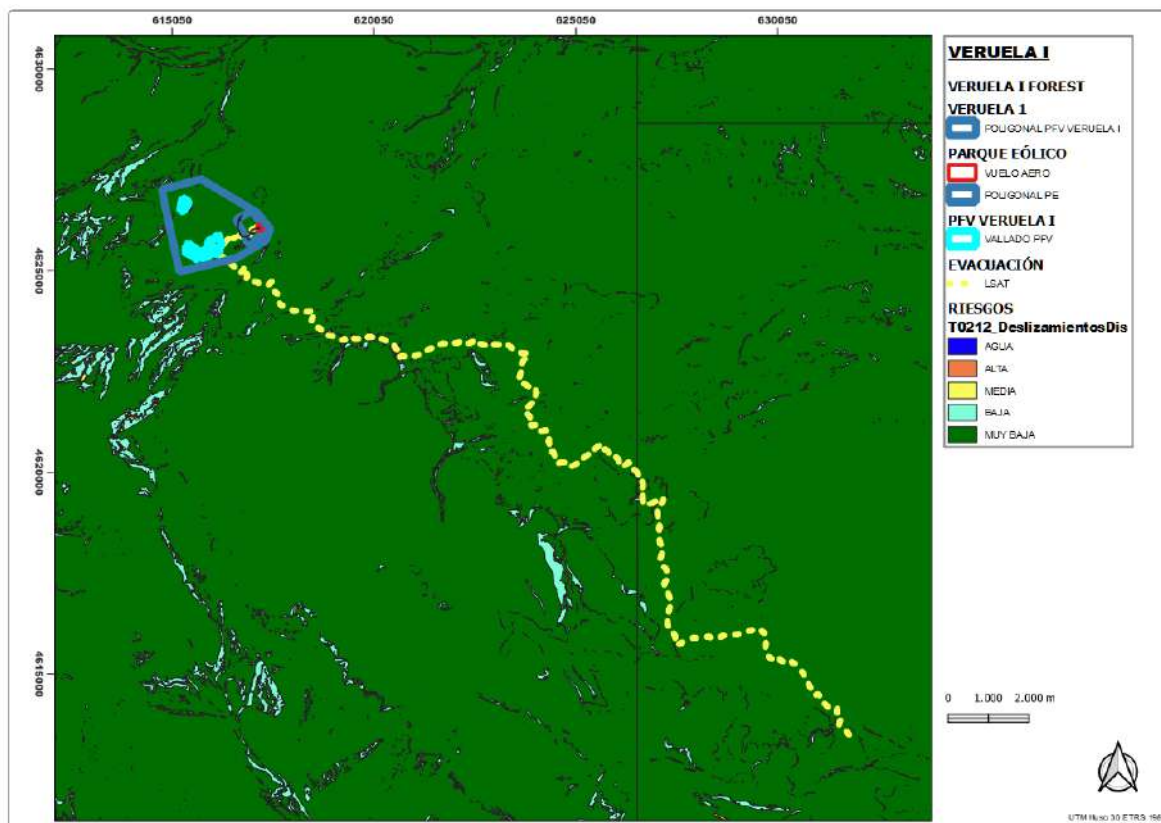 615050 620050 625050 630050
4630000
4625000
4620000
4615000
VERUELA I
VERUELA I FOREST
VERUELA 1
POLIGONAL PFV VERUELA I
PARQUE EÓLICO
VUELO AERO
POLIGONAL PE
PFV VERUELA I
VALLADO PFV
EVACUACIÓN
LSAT
RIESGOS
T0212_DeslizamientosDis
AGUA
ALTA
MEDIA
BAJA
MUY BAJA
0 1.000 2.000 m
UTM Huso 30 ETRS